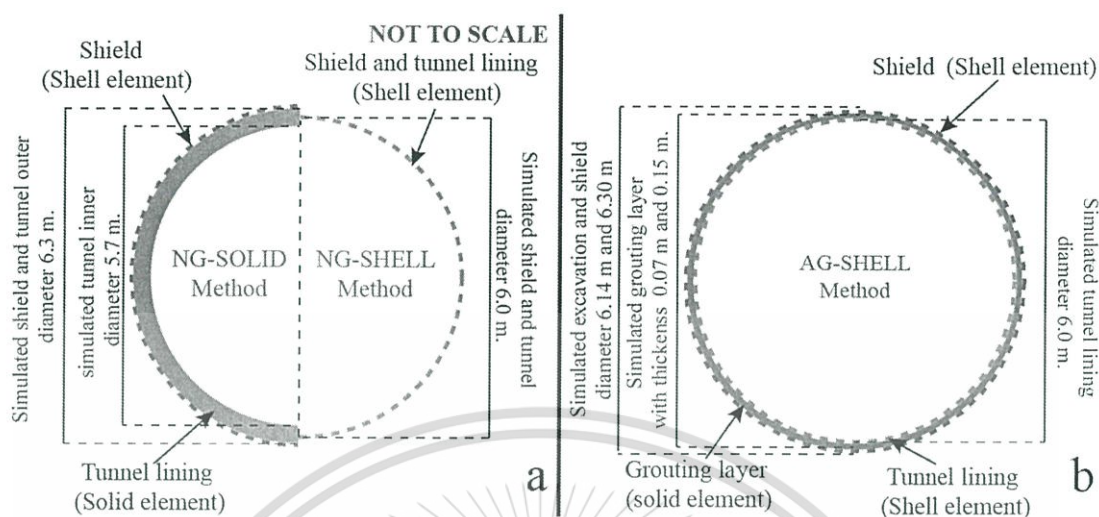 NOT TO SCALE
Shield
(Shell element)
Shield and tunnel lining
(Shell element)
Simulated shield and tunnel outer
diameter 6.3 m.
simulated tunnel inner
diameter 5.7 m.
NG-SOLID
Method
NG-SHELL
Method
Simulated shield and tunnel
diameter 6.0 m.
Tunnel lining
(Solid element)
a
Shield (Shell element)
Simulated excavation and shield
diameter 6.14 m and 6.30 m
Simulated grouting layer
with thickenss 0.07 m and 0.15 m.
AG-SHELL
Method
Simulated tunnel lining
diameter 6.0 m.
Grouting layer
(solid element)
Tunnel lining
(Shell element)
b